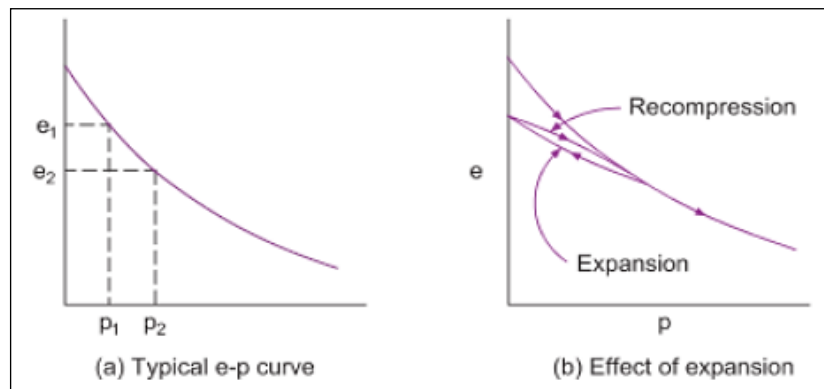 e₁
e₂
p₁ p₂
(a) Typical e-p curve
Recompression
e
Expansion
p
(b) Effect of expansion